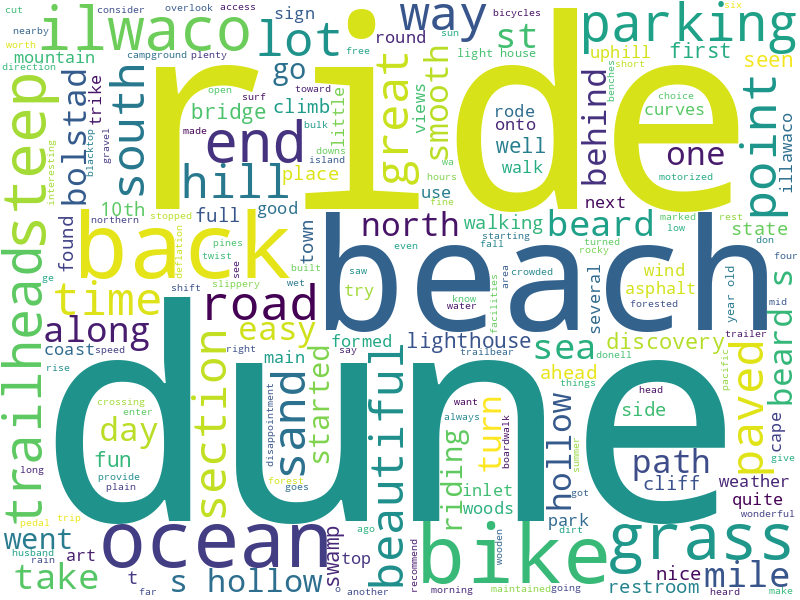 ride
dune
beach
back
ocean
bike
ilwaco
way
parking
lot
st
go
uphill
first
seen
sign
round
consider
overlook
access
bicycles
six
cut
nearby
worth
campground
plenty
sun
light house
free
toward
short
mountain
direction
open
surf
bridge
climb
little
views
smooth
great
end
hill
south
bolstad
trike
behind
one
point
curves
choice
benches
illawaco
rode
onto
well
walk
motorized
wa
hours
fine
made
bulk
island
downs
gravel
blacktop
interesting
steep
trailhead
place
use
10th
full
good
next
stopped
town
north
walking
beard
state
found
northern
pines
twist
slippery
see
deflation
built
wet
shift
even
starting
fall
turned
rocky
marked
low
rest
don
four
time
road
saw
try
crowded
area
know
water
facilities
several
wind
asphalt
forested
year old
mid
trailer
along
easy
formed
lighthouse
sea
discovery
beard s
coast
speed
right
main
say
trailbear
donell
rise
section
sand
started
beautiful
ahead
things
side
head
pacific
paved
cape
crossing
enter
day
fun
provide
plain
long
disappointment
forest
goes
riding
turn
want
always
boardwalk
hollow
path
cliff
give
weather
quite
wonderful
inlet
woods
summer
park
got
dirt
grass
pedal
trip
went
art
ago
swamp
top
husband
rain
take
t
far
s hollow
o
another
recommend
morning
maintained
wooden
going
restroom
nice
mile
heard
make
ge